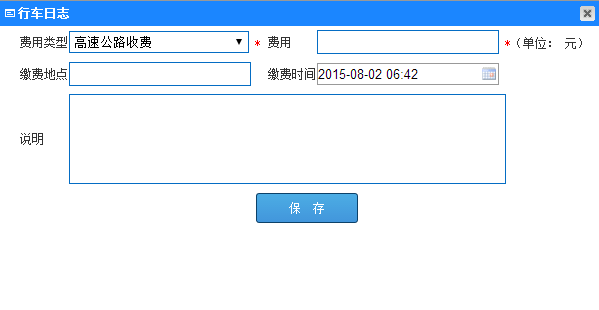 行车日志
费用类型 高速公路收费 * 费用 *（单位： 元）
缴费地点 缴费时间 2015-08-02 06:42
说明
保 存